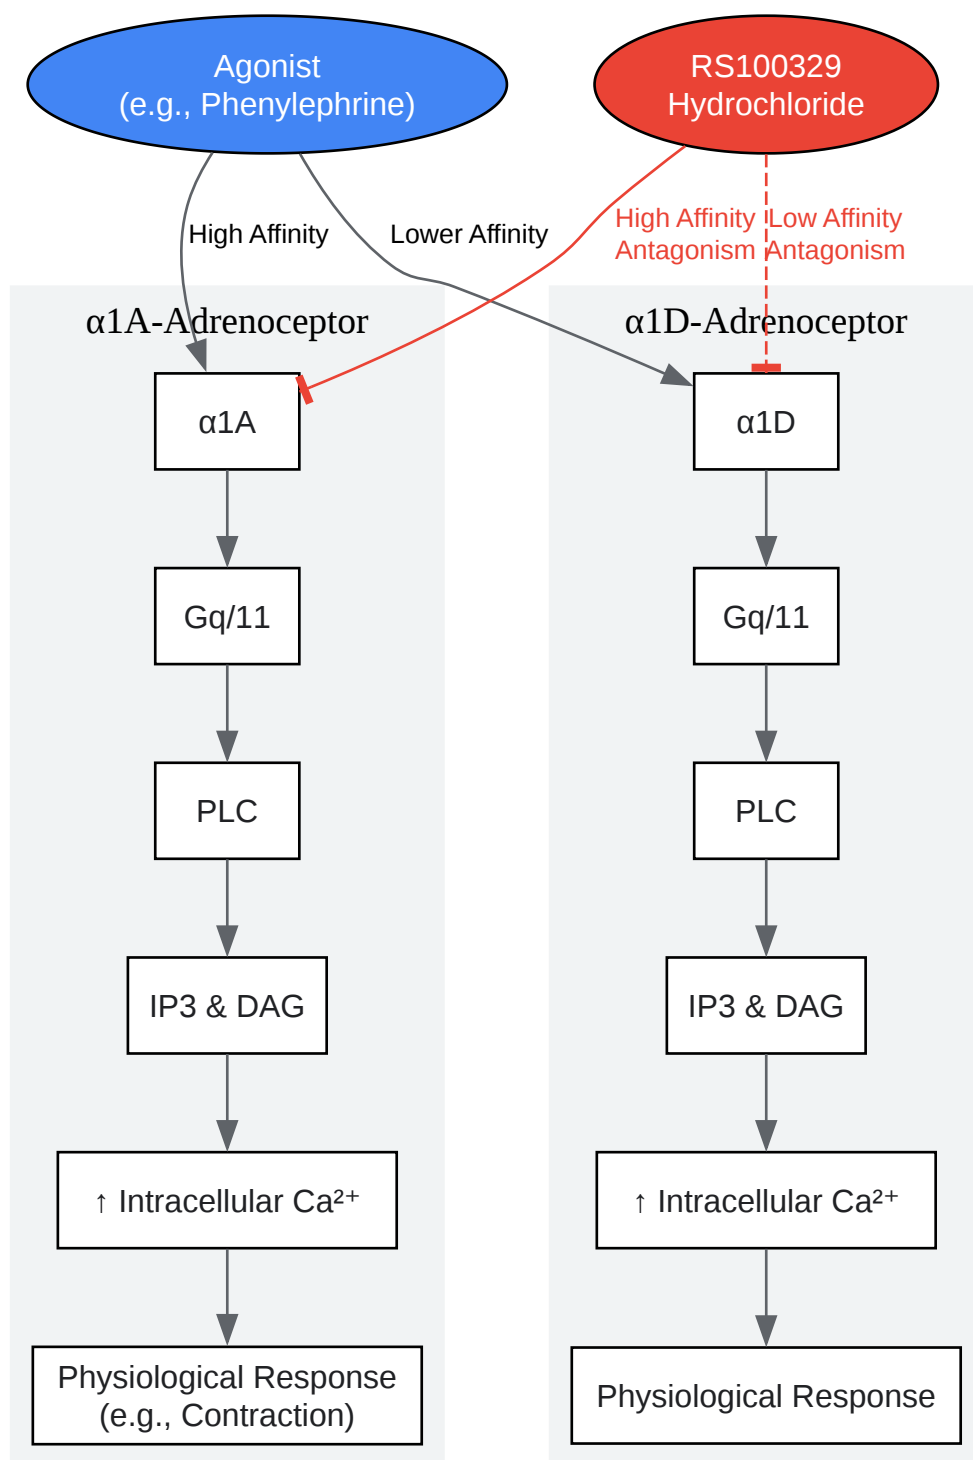 Agonist
(e.g., Phenylephrine)
RS100329
Hydrochloride
High Affinity
Lower Affinity
High Affinity
Antagonism
Low Affinity
Antagonism
α1A-Adrenoceptor
α1D-Adrenoceptor
α1A
α1D
Gq/11
Gq/11
PLC
PLC
IP3 & DAG
IP3 & DAG
↑ Intracellular Ca²⁺
↑ Intracellular Ca²⁺
Physiological Response
(e.g., Contraction)
Physiological Response